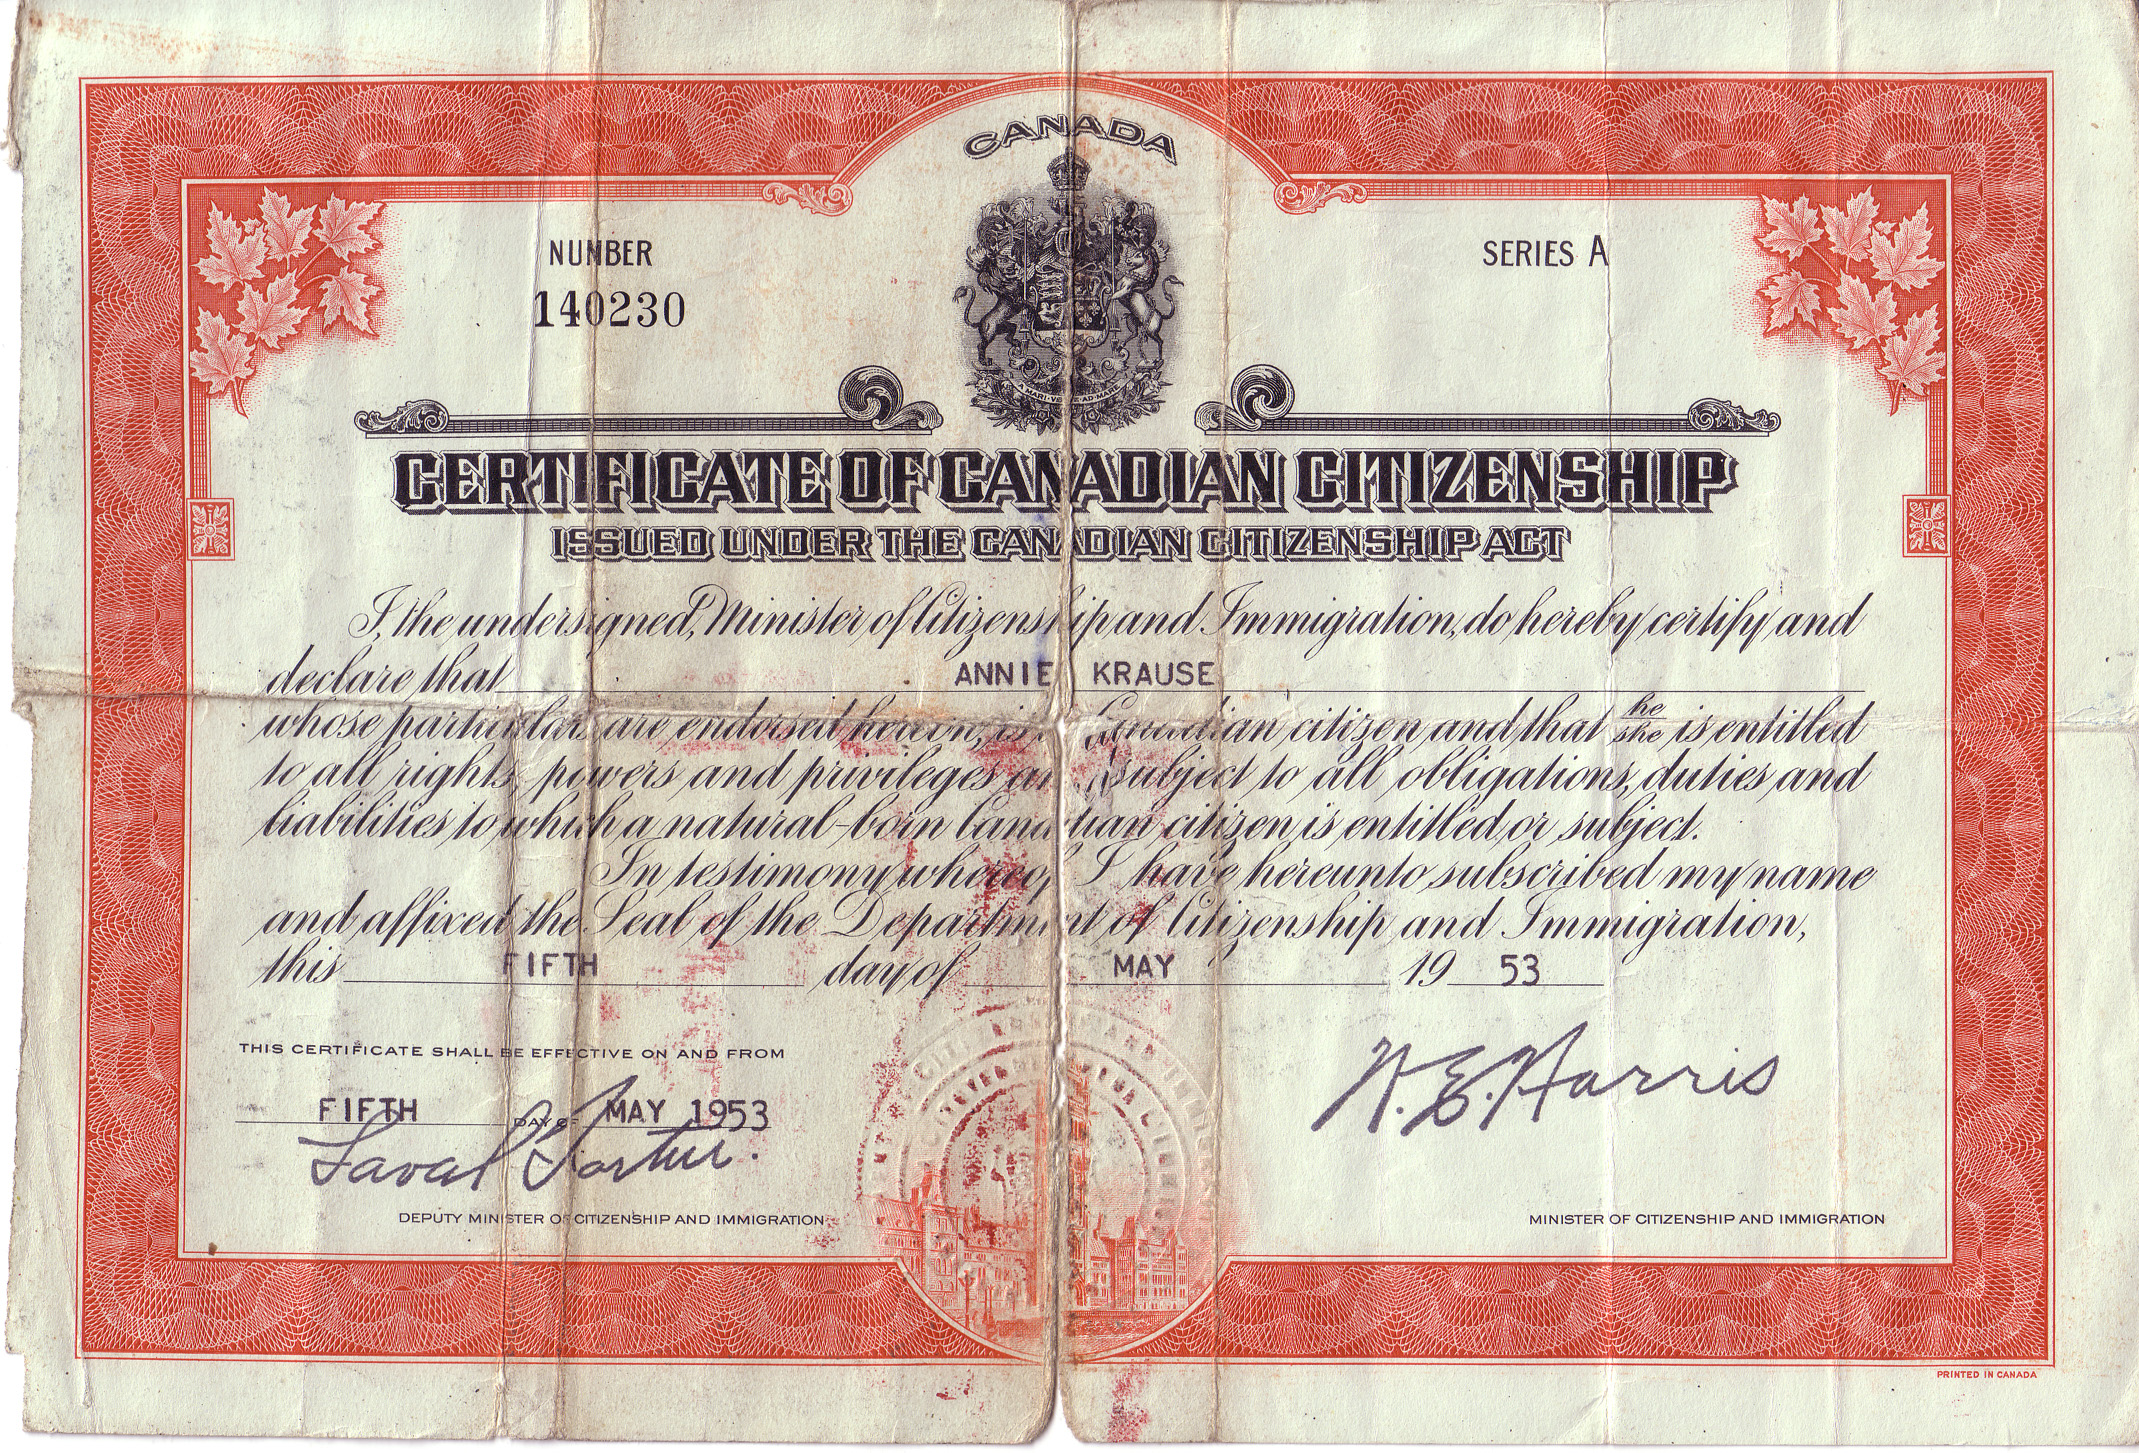 CANADA
NUMBER
SERIES A
140230
A MARI USQUE AD MARE
CERTIFICATE OF CANADIAN CITIZENSHIP
ISSUED UNDER THE CANADIAN CITIZENSHIP ACT
I, the undersigned, Minister of Citizenship and Immigration, do hereby certify and
declare that ANNIE KRAUSE
whose particulars are endorsed hereon, is a Canadian citizen and that he/she is entitled
to all rights, powers and privileges and subject to all obligations, duties and
liabilities to which a natural-born Canadian citizen is entitled or subject.
In testimony whereof I have hereunto subscribed my name
and affixed the Seal of the Department of Citizenship and Immigration,
this FIFTH day of MAY 1953
THIS CERTIFICATE SHALL BE EFFECTIVE ON AND FROM
FIFTH DAY OF MAY 1953
Laval Fortier.
W. E. Harris
DEPUTY MINISTER OF CITIZENSHIP AND IMMIGRATION
MINISTER OF CITIZENSHIP AND IMMIGRATION
PRINTED IN CANADA